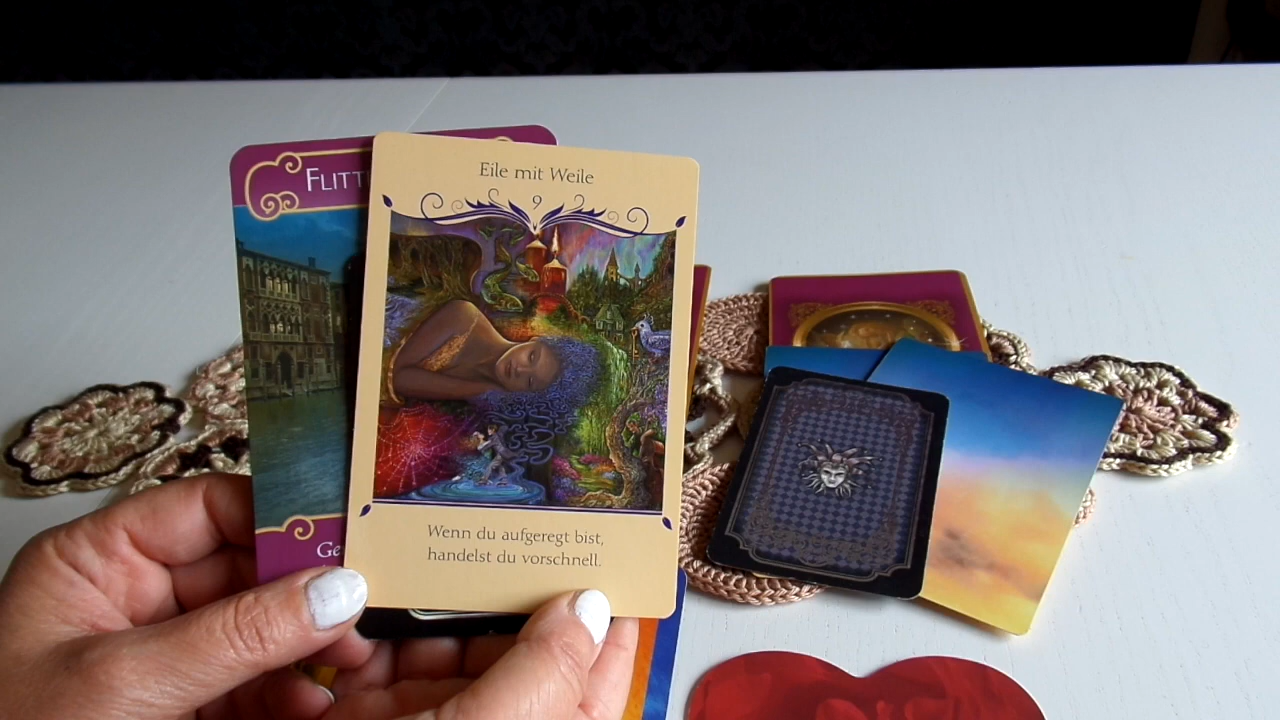 Eile mit Weile
9
Wenn du aufgeregt bist,
handelst du vorschnell.